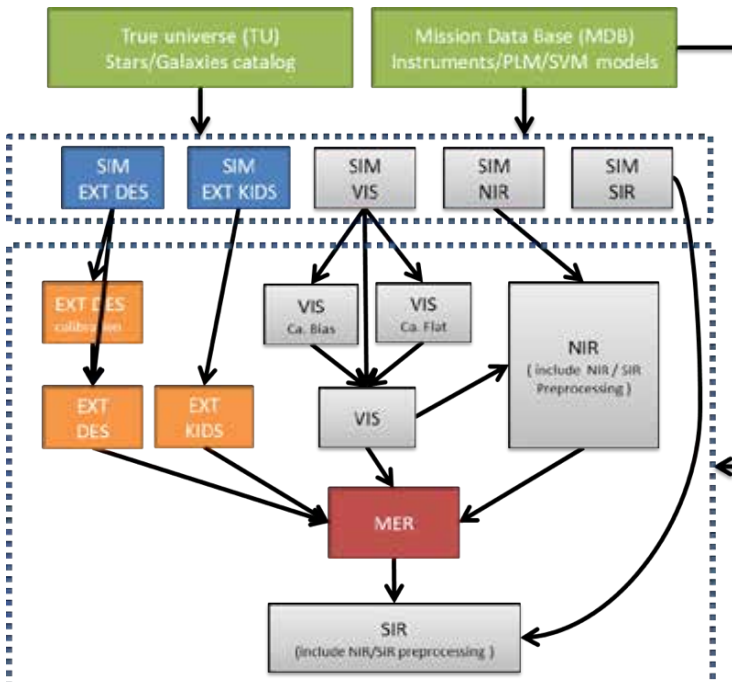 True universe (TU)
Stars/Galaxies catalog
Mission Data Base (MDB)
Instruments/PLM/SVM models
SIM
EXT DES
SIM
EXT KIDS
SIM
VIS
SIM
NIR
SIM
SIR
EXT DES
calibration
VIS
Ca. Bias
VIS
Ca. Flat
NIR
( include NIR / SIR
Preprocessing )
EXT
DES
EXT
KIDS
VIS
MER
SIR
(include NIR/SIR preprocessing )